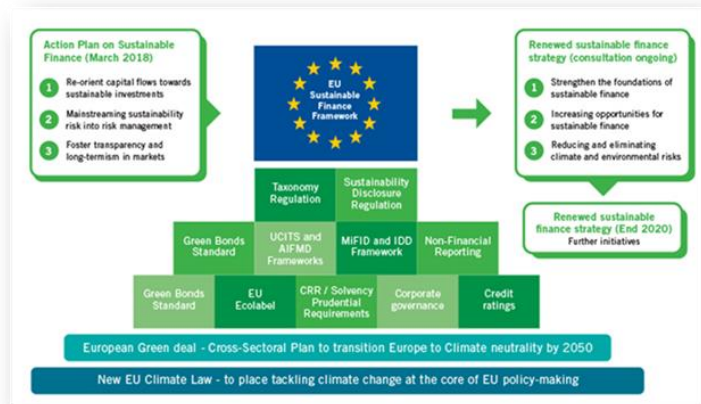 Action Plan on Sustainable
Finance (March 2018)
1 Re-orient capital flows towards
sustainable investments
2 Mainstreaming sustainability
risk into risk management
3 Foster transparency and
long-termism in markets
EU
Sustainable
Finance
Framework
Renewed sustainable finance
strategy (consultation ongoing)
1 Strengthen the foundations of
sustainable finance
2 Increasing opportunities for
sustainable finance
3 Reducing and eliminating
climate and environmental risks
Renewed sustainable
finance strategy (End 2020)
Further initiatives
Taxonomy
Regulation
Sustainability
Disclosure
Regulation
Green Bonds
Standard
UCITS and
AIFMD
Frameworks
MiFID and IDD
Framework
Non-Financial
Reporting
Green Bonds
Standard
EU
Ecolabel
CRR / Solvency
Prudential
Requirements
Corporate
governance
Credit
ratings
European Green deal - Cross-Sectoral Plan to transition Europe to Climate neutrality by 2050
New EU Climate Law - to place tackling climate change at the core of EU policy-making